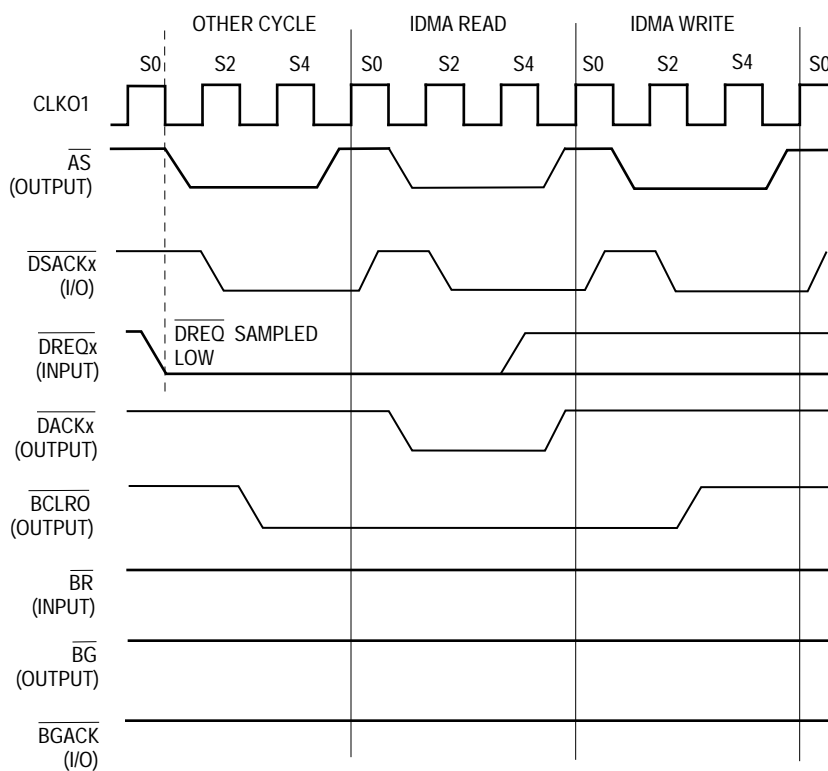 OTHER CYCLE IDMA READ IDMA WRITE
S0 S2 S4 S0 S2 S4 S0 S2 S4 S0
CLKO1
AS
(OUTPUT)
DSACKx
(I/O)
DREQx
(INPUT)
DREQ SAMPLED
LOW
DACKx
(OUTPUT)
BCLRO
(OUTPUT)
BR
(INPUT)
BG
(OUTPUT)
BGACK
(I/O)